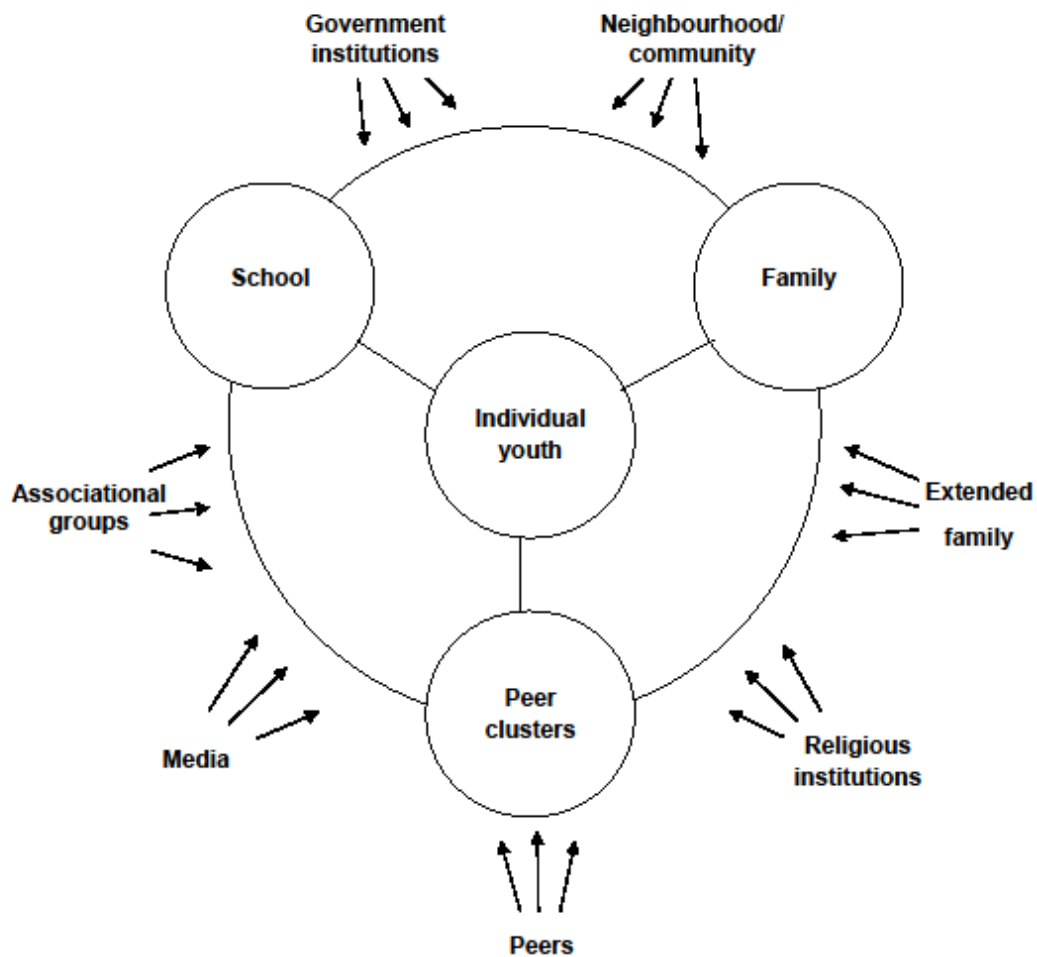 Government
institutions
Neighbourhood/
community
School
Family
Individual
youth
Associational
groups
Extended
family
Peer
clusters
Media
Religious
institutions
Peers